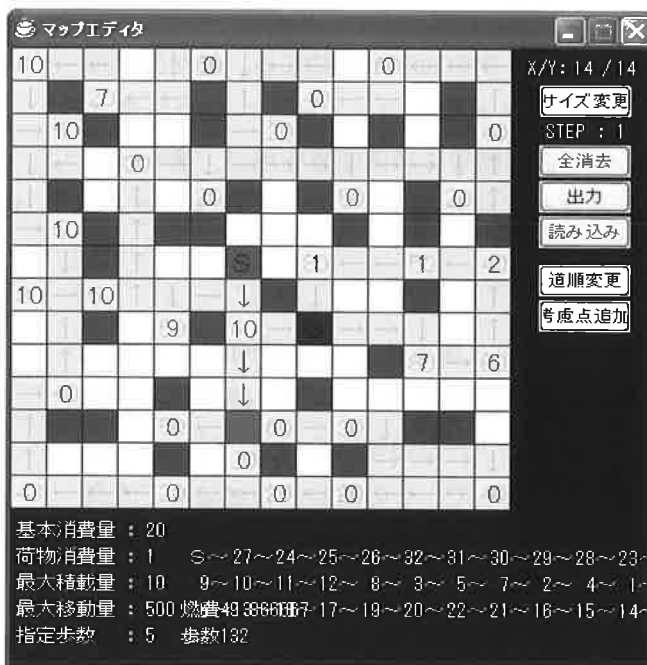 マップエディタ
10 0 0
7 0
10 0 0
0
0 0 0
10
S 1 1 2
10 10 ↓
9 10
↓ 7 6
0 ↓
0 0 0
0
0 0 0 0 0
X/Y: 14 /14
サイズ変更
STEP : 1
全消去
出力
読み込み
道順変更
考慮点追加
基本消費量 : 20
荷物消費量 : 1 S～27～24～25～26～32～31～30～29～28～23～
最大積載量 : 10 9～10～11～12～ 8～ 3～ 5～ 7～ 2～ 4～ 1～
最大移動量 : 500 17～19～20～22～21～16～15～14～
指定歩数 : 5 歩数132